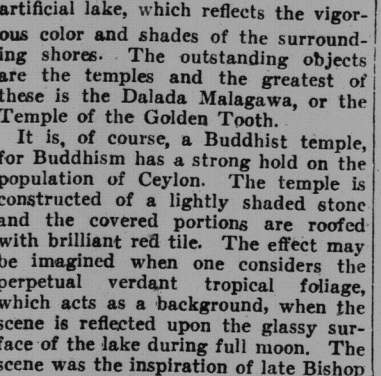 artificial lake, which reflects the vigor-
ous color and shades of the surround-
ing shores. The outstanding objects
are the temples and the greatest of
these is the Dalada Malagawa, or the
Temple of the Golden Tooth.
It is, of course, a Buddhist temple,
for Buddhism has a strong hold on the
population of Ceylon. The temple is
constructed of a lightly shaded stone
and the covered portions are roofed
with brilliant red tile. The effect may
be imagined when one considers the
perpetual verdant tropical foliage,
which acts as a background, when the
scene is reflected upon the glassy sur-
face of the lake during full moon. The
scene was the inspiration of late Bishop